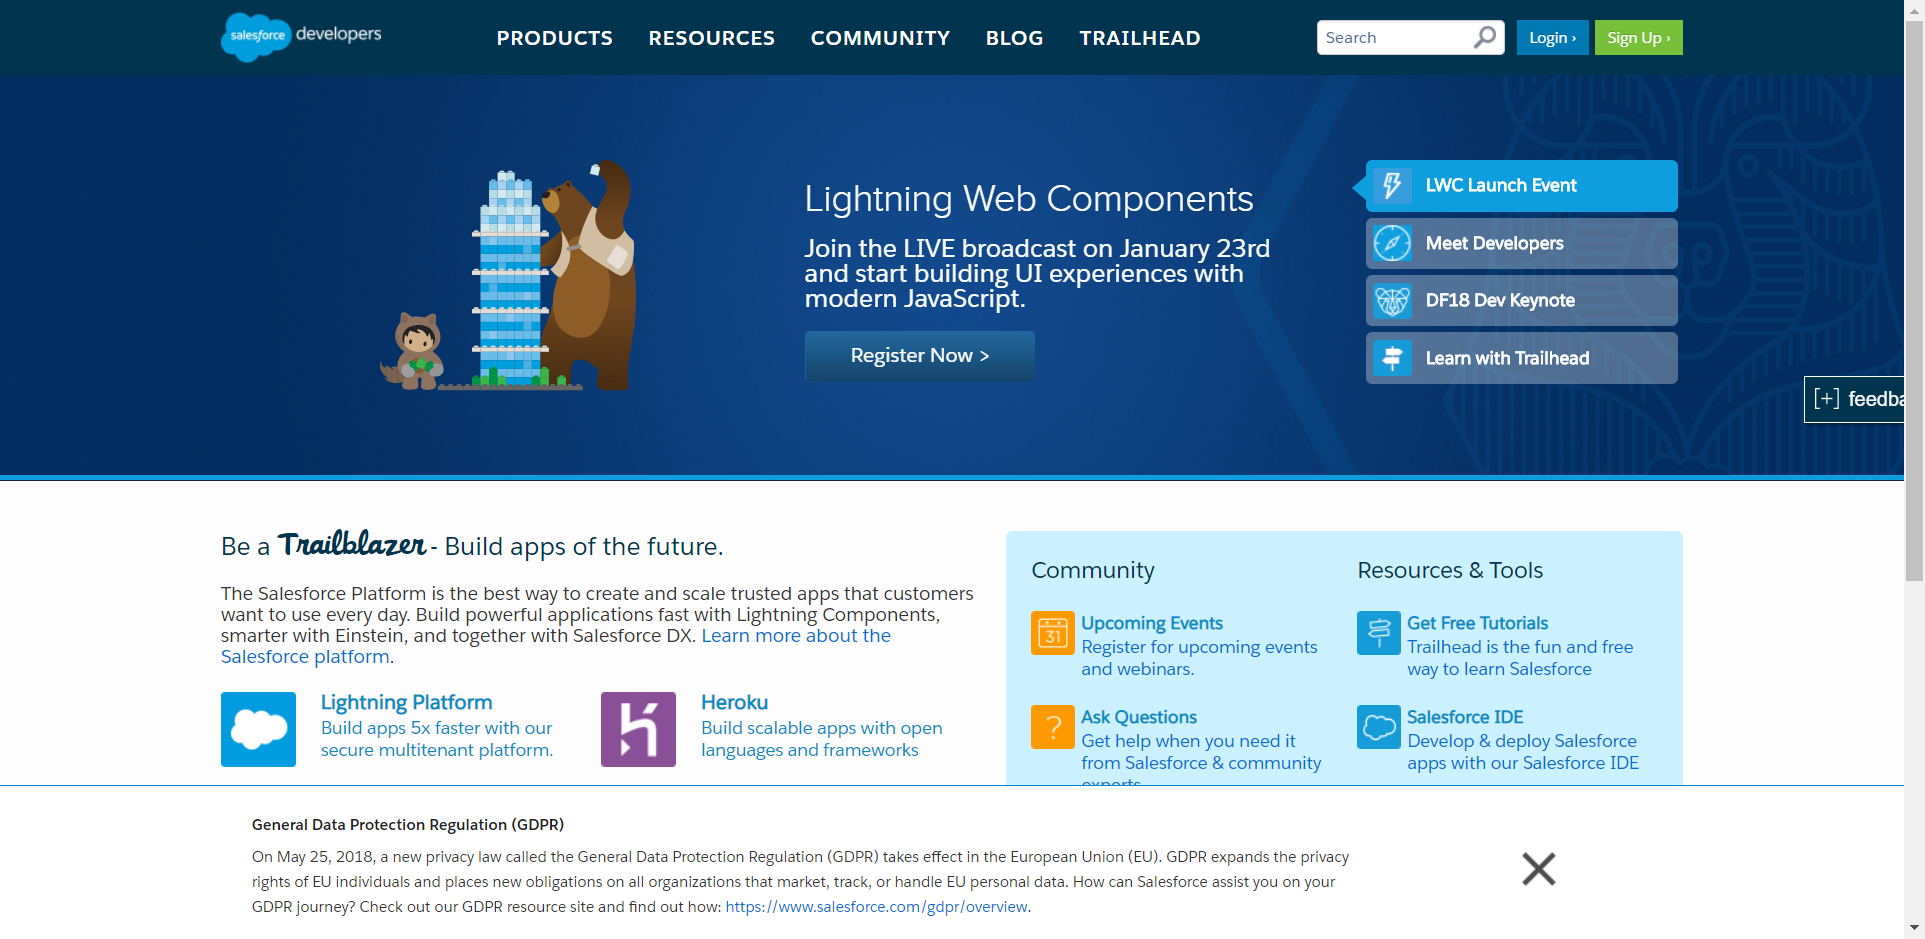 salesforce developers
PRODUCTS RESOURCES COMMUNITY BLOG TRAILHEAD
Search
Login ›
Sign Up ›
Lightning Web Components
Join the LIVE broadcast on January 23rd
and start building UI experiences with
modern JavaScript.
Register Now >
LWC Launch Event
Meet Developers
DF18 Dev Keynote
Learn with Trailhead
[+] feedba
Be a Trailblazer - Build apps of the future.
The Salesforce Platform is the best way to create and scale trusted apps that customers
want to use every day. Build powerful applications fast with Lightning Components,
smarter with Einstein, and together with Salesforce DX. Learn more about the
Salesforce platform.
Lightning Platform
Build apps 5x faster with our
secure multitenant platform.
Heroku
Build scalable apps with open
languages and frameworks
Community
31
Upcoming Events
Register for upcoming events
and webinars.
?
Ask Questions
Get help when you need it
from Salesforce & community
experts
Resources & Tools
Get Free Tutorials
Trailhead is the fun and free
way to learn Salesforce
Salesforce IDE
Develop & deploy Salesforce
apps with our Salesforce IDE
General Data Protection Regulation (GDPR)
On May 25, 2018, a new privacy law called the General Data Protection Regulation (GDPR) takes effect in the European Union (EU). GDPR expands the privacy
rights of EU individuals and places new obligations on all organizations that market, track, or handle EU personal data. How can Salesforce assist you on your
GDPR journey? Check out our GDPR resource site and find out how: https://www.salesforce.com/gdpr/overview.